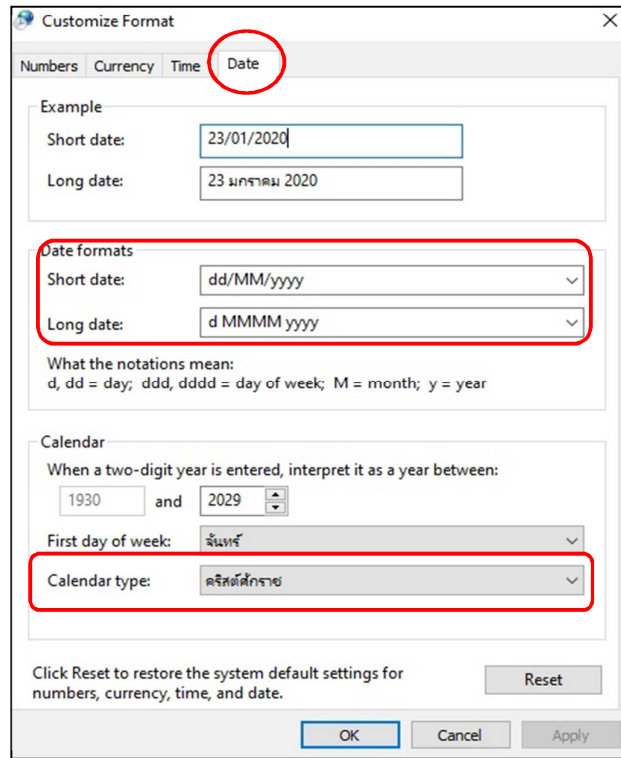 Customize Format
Numbers Currency Time Date
Example
Short date: 23/01/2020
Long date: 23 มกราคม 2020
Date formats
Short date: dd/MM/yyyy
Long date: d MMMM yyyy
What the notations mean:
d, dd = day; ddd, dddd = day of week; M = month; y = year
Calendar
When a two-digit year is entered, interpret it as a year between:
1930 and 2029
First day of week: จันทร์
Calendar type: คริสต์ศักราช
Click Reset to restore the system default settings for
numbers, currency, time, and date.
Reset
OK Cancel Apply